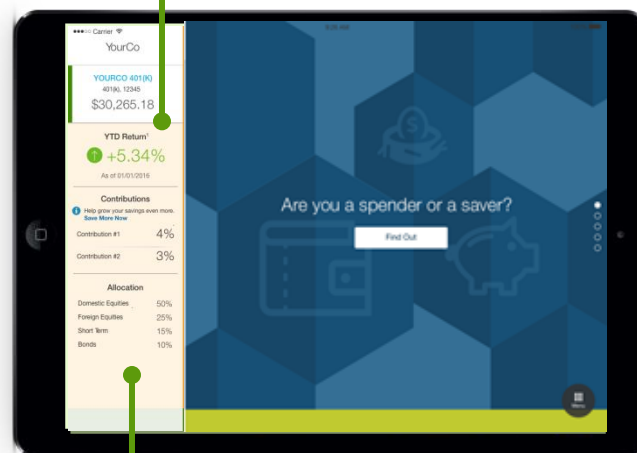 Carrier
YourCo
YOURCO 401(K)
401(k), 12345
$30,265.18
YTD Return¹
+5.34%
As of 01/01/2016
Contributions
Help grow your savings even more.
Save More Now
Contribution #1 4%
Contribution #2 3%
Allocation
Domestic Equities 50%
Foreign Equities 25%
Short Term 15%
Bonds 10%
Are you a spender or a saver?
Find Out
Menu